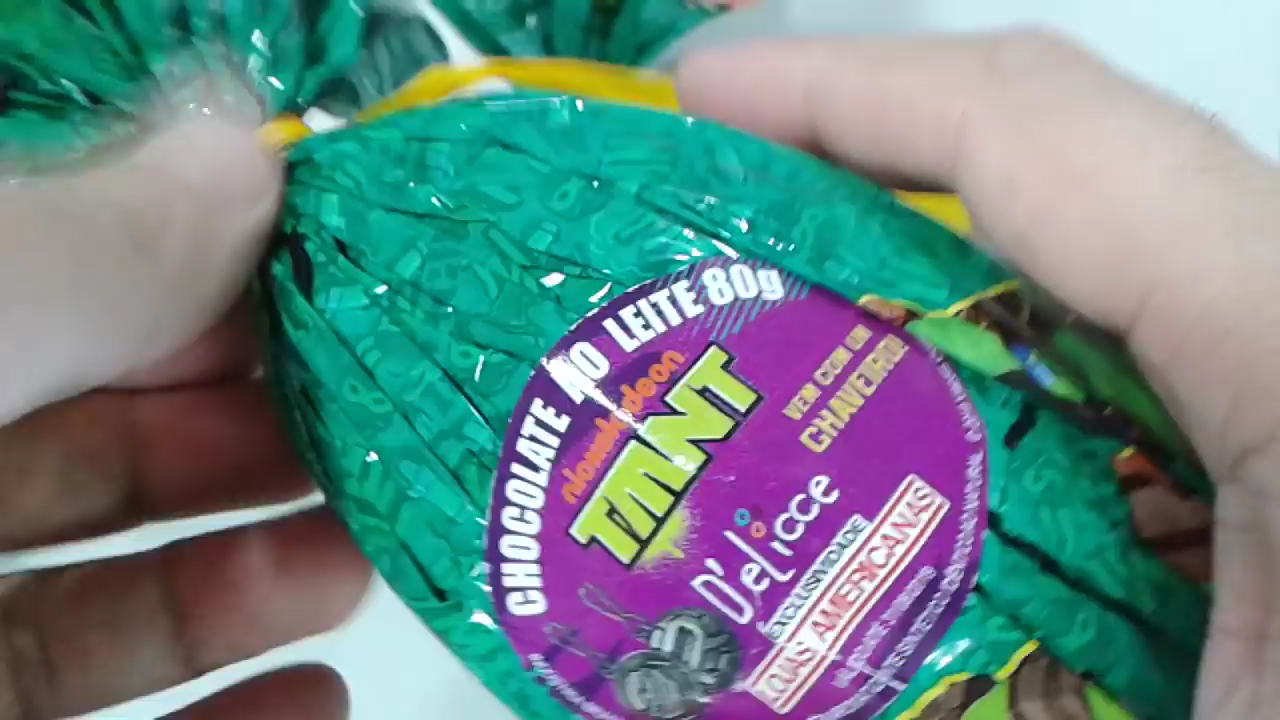 CHOCOLATE AO LEITE 80g
nickelodeon
TMNT
VEM COM UM
CHAVEIRO!
D'elicce
EXCLUSIVIDADE
LOJAS AMERICANAS